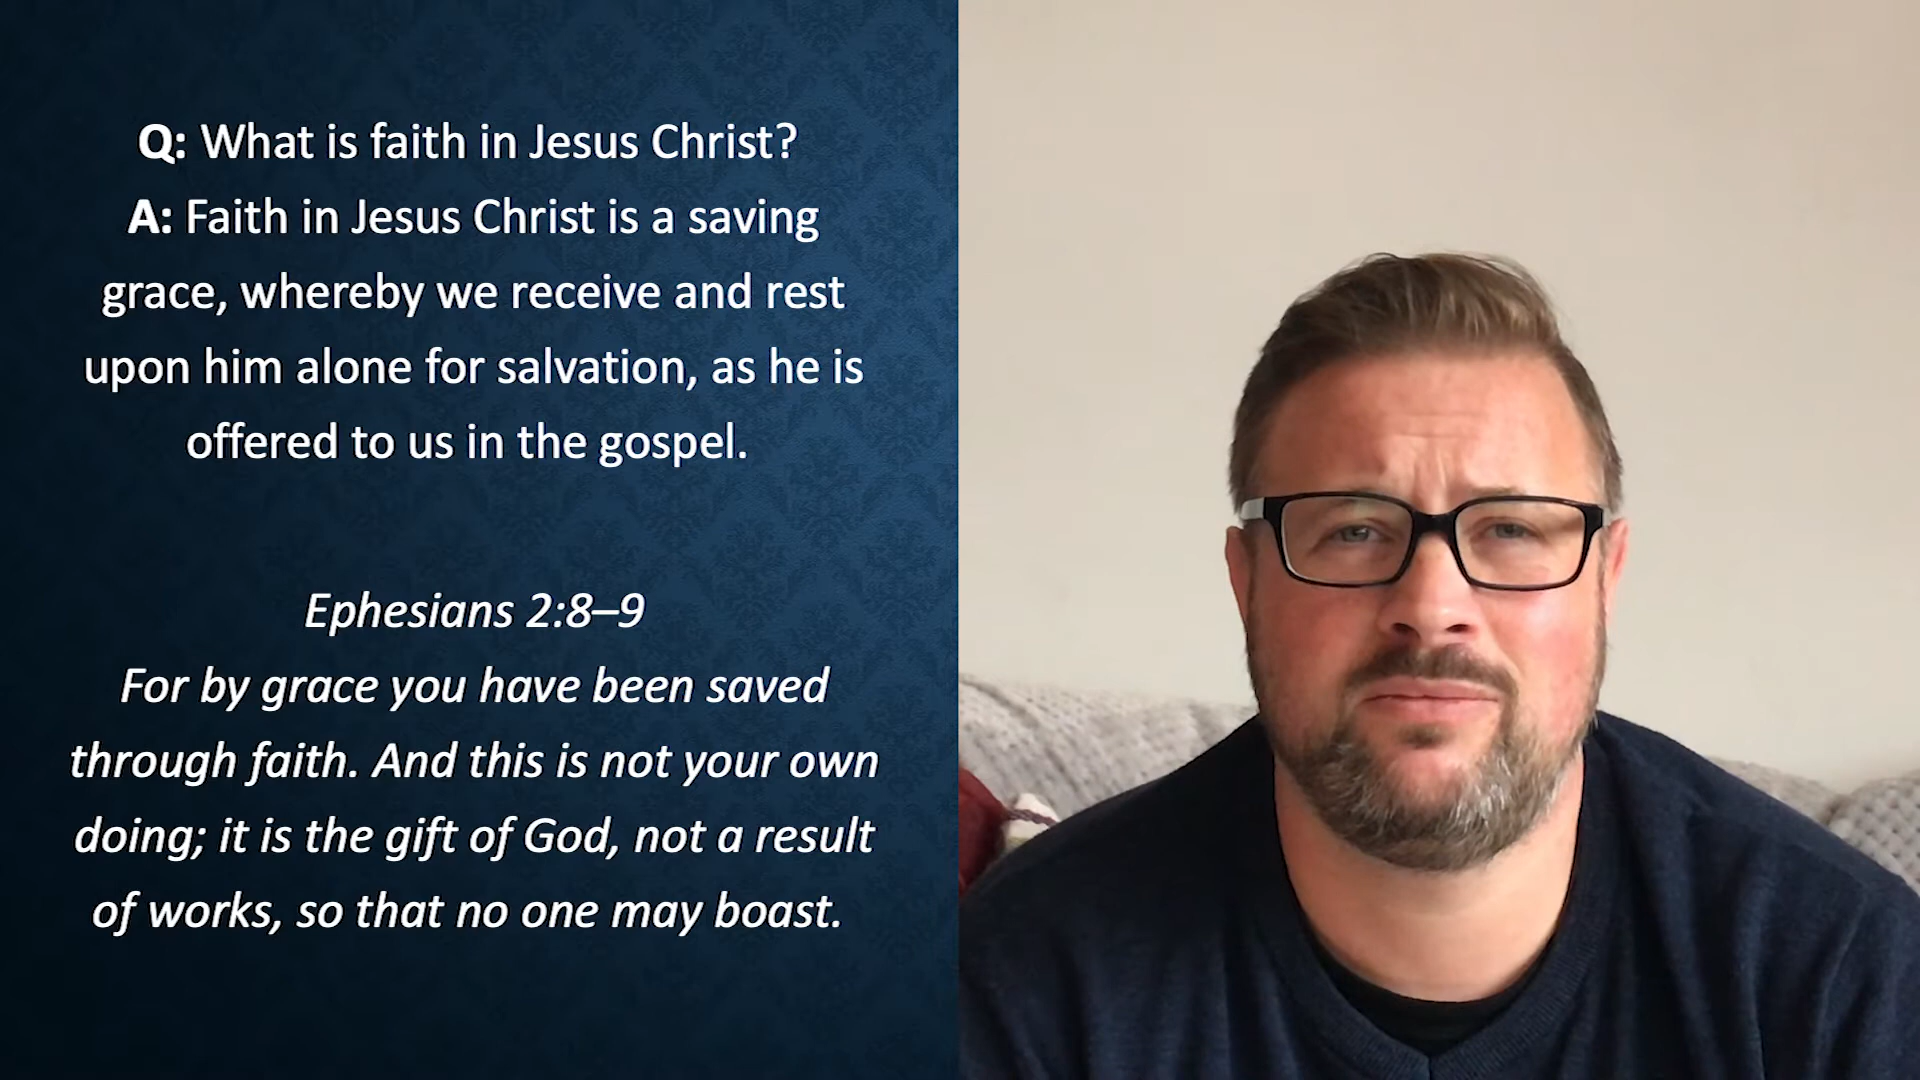 Q: What is faith in Jesus Christ?
A: Faith in Jesus Christ is a saving
grace, whereby we receive and rest
upon him alone for salvation, as he is
offered to us in the gospel.
Ephesians 2:8–9
For by grace you have been saved
through faith. And this is not your own
doing; it is the gift of God, not a result
of works, so that no one may boast.